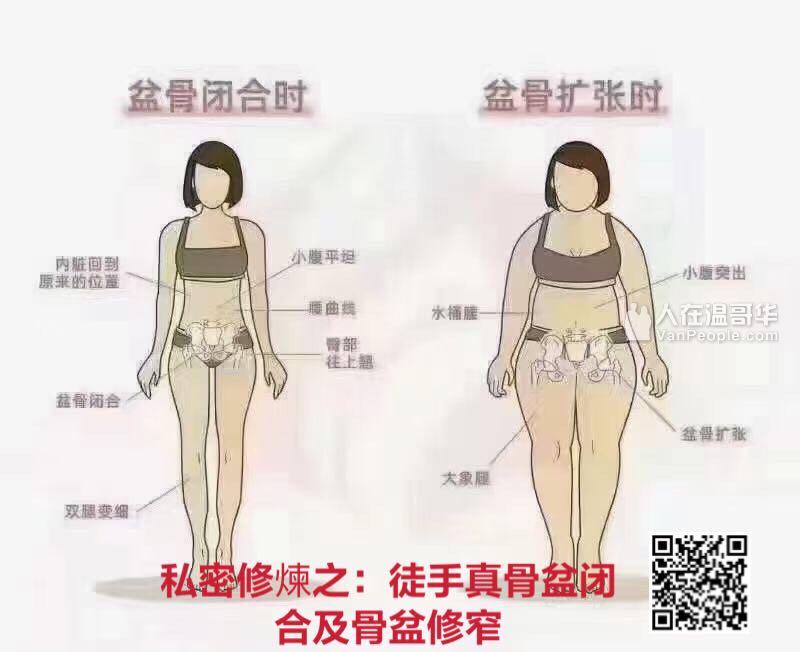 盆骨闭合时
盆骨扩张时
内脏回到
原来的位置
小腹平坦
腰曲线
臀部
往上翘
盆骨闭合
双腿变细
小腹突出
水桶腰
人在温哥华
VanPeople.com
盆骨扩张
大象腿
私密修煉之：徒手真骨盆闭
合及骨盆修窄